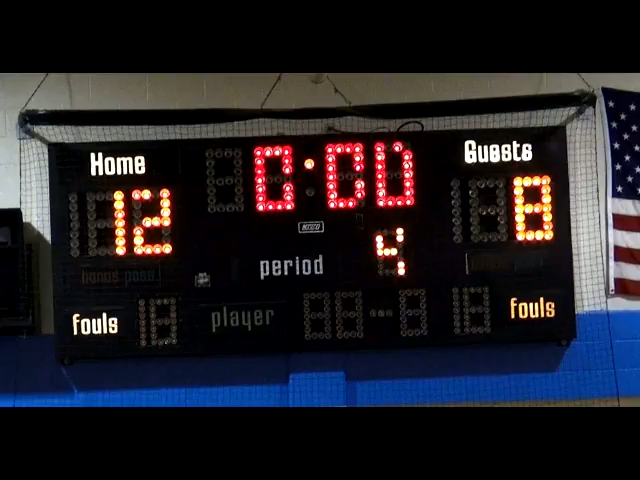 Home Guests
0:00
12 8
4
period
fouls player fouls